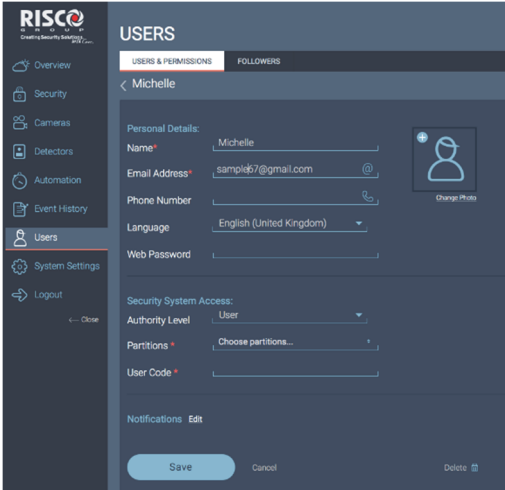 RISCO
GROUP
Creating Security Solutions...
With Care.
USERS
USERS & PERMISSIONS
FOLLOWERS
Michelle
Overview
Security
Cameras
Detectors
Automation
Event History
Users
System Settings
Logout
Close
Personal Details:
Name* Michelle
Email Address* sample67@gmail.com @
Phone Number
Language English (United Kingdom)
Web Password
Change Photo
Security System Access:
Authority Level User
Partitions * Choose partitions...
User Code *
Notifications Edit
Save Cancel Delete